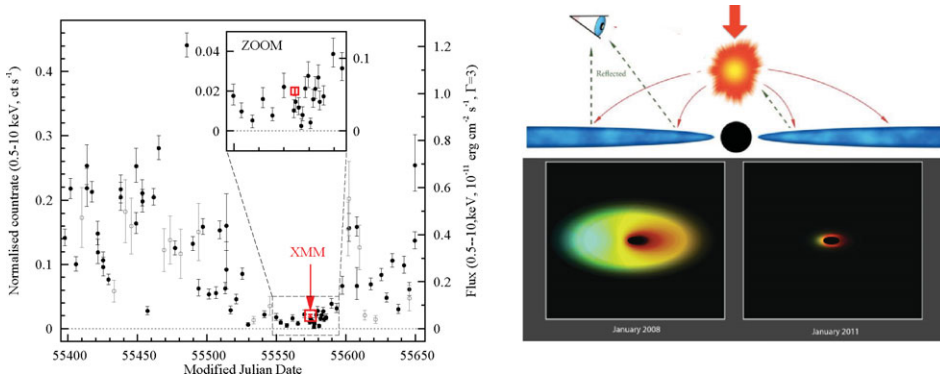 Normalised countrate (0.5-10 keV, ct s⁻¹)
0.4
0.3
0.2
0.1
0
ZOOM
0.04
0.02
0
0.1
0
XMM
1.2
1.0
0.8
0.6
0.4
0.2
0
Flux (0.5--10,keV, 10⁻¹¹ erg cm⁻² s⁻¹, Γ=3)
55400 55450 55500 55550 55600 55650
Modified Julian Date
Reflected
January 2008
January 2011